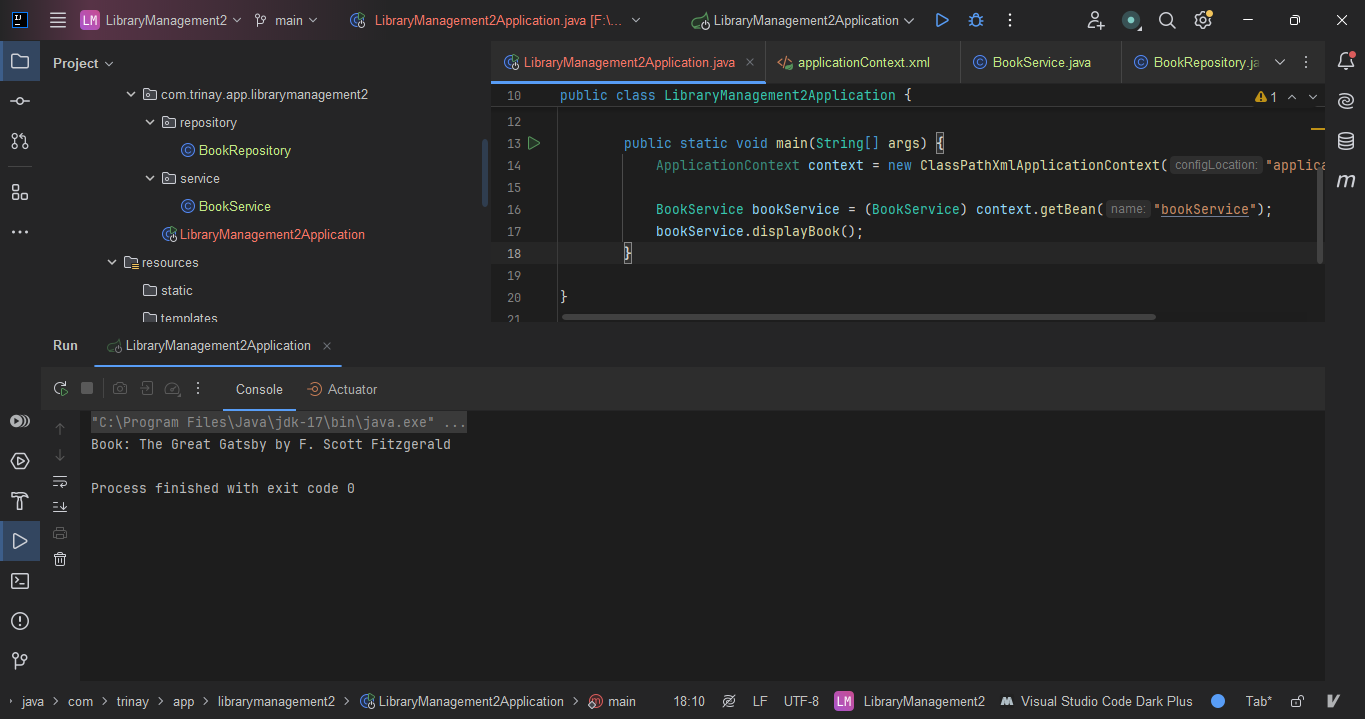 LM LibraryManagement2 main LibraryManagement2Application.java [F:\... LibraryManagement2Application
Project
com.trinay.app.librarymanagement2
repository
BookRepository
service
BookService
LibraryManagement2Application
resources
static
templates
LibraryManagement2Application.java applicationContext.xml BookService.java BookRepository.ja
10 public class LibraryManagement2Application { 1
12
13 public static void main(String[] args) {
14 ApplicationContext context = new ClassPathXmlApplicationContext( configLocation: "applica
15
16 BookService bookService = (BookService) context.getBean( name: "bookService");
17 bookService.displayBook();
18 }
19
20 }
21
m
Run LibraryManagement2Application
Console Actuator
"C:\Program Files\Java\jdk-17\bin\java.exe" ...
Book: The Great Gatsby by F. Scott Fitzgerald
Process finished with exit code 0
java > com > trinay > app > librarymanagement2 > LibraryManagement2Application > main 18:10 LF UTF-8 LM LibraryManagement2 Visual Studio Code Dark Plus Tab*